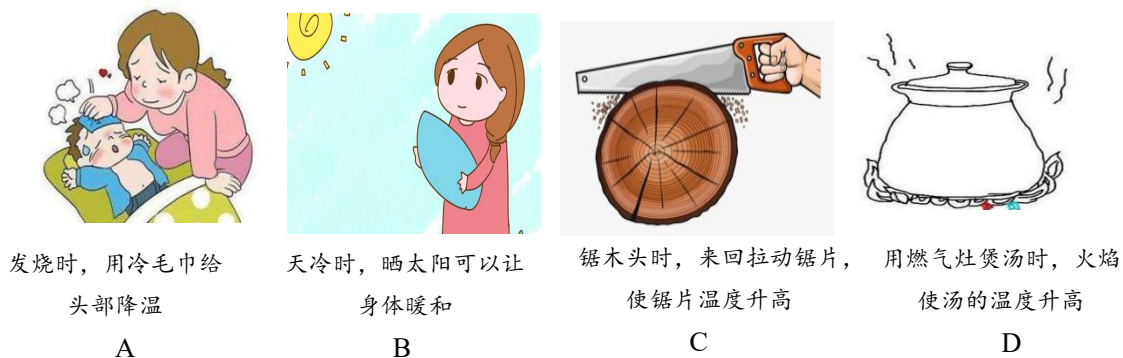 发烧时，用冷毛巾给
头部降温
A
天冷时，晒太阳可以让
身体暖和
B
锯木头时，来回拉动锯片，
使锯片温度升高
C
用燃气灶煲汤时，火焰
使汤的温度升高
D